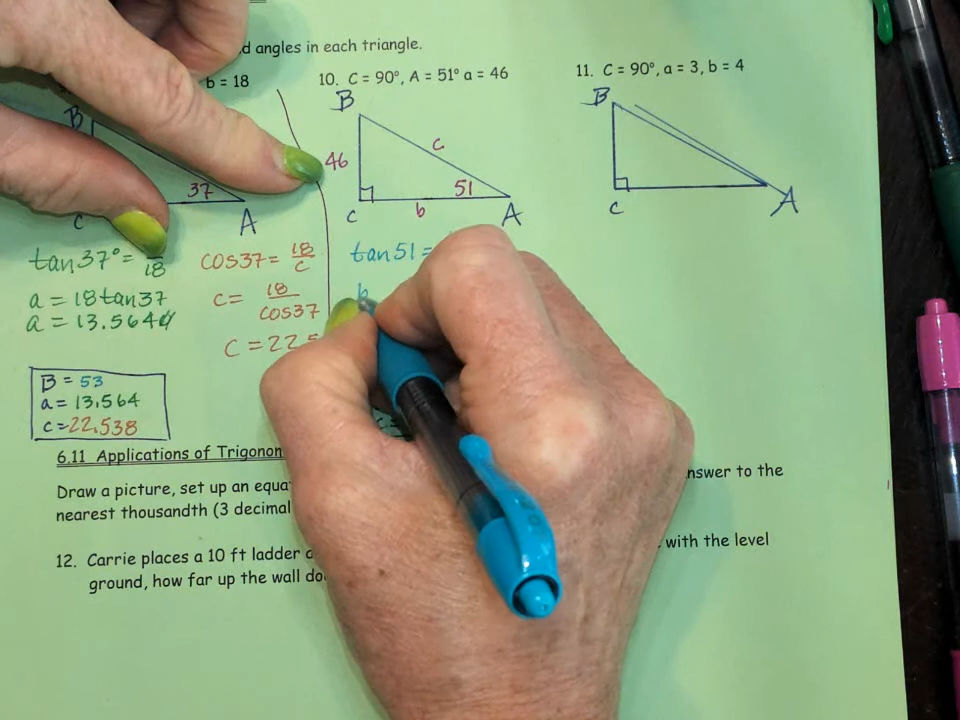 d angles in each triangle.
b = 18
10. C = 90°, A = 51° a = 46
11. C = 90°, a = 3, b = 4
B
37
C
A
B
46
c
51
C
b
A
B
C
A
tan37° = 18
a = 18tan37
a = 13.564
cos37 = 18/c
c = 18/cos37
c = 22.5
tan51 =
b
B = 53
a = 13.564
c = 22.538
6.11 Applications of Trigonon
Draw a picture, set up an equa nswer to the
nearest thousandth (3 decimal
12. Carrie places a 10 ft ladder with the level
ground, how far up the wall